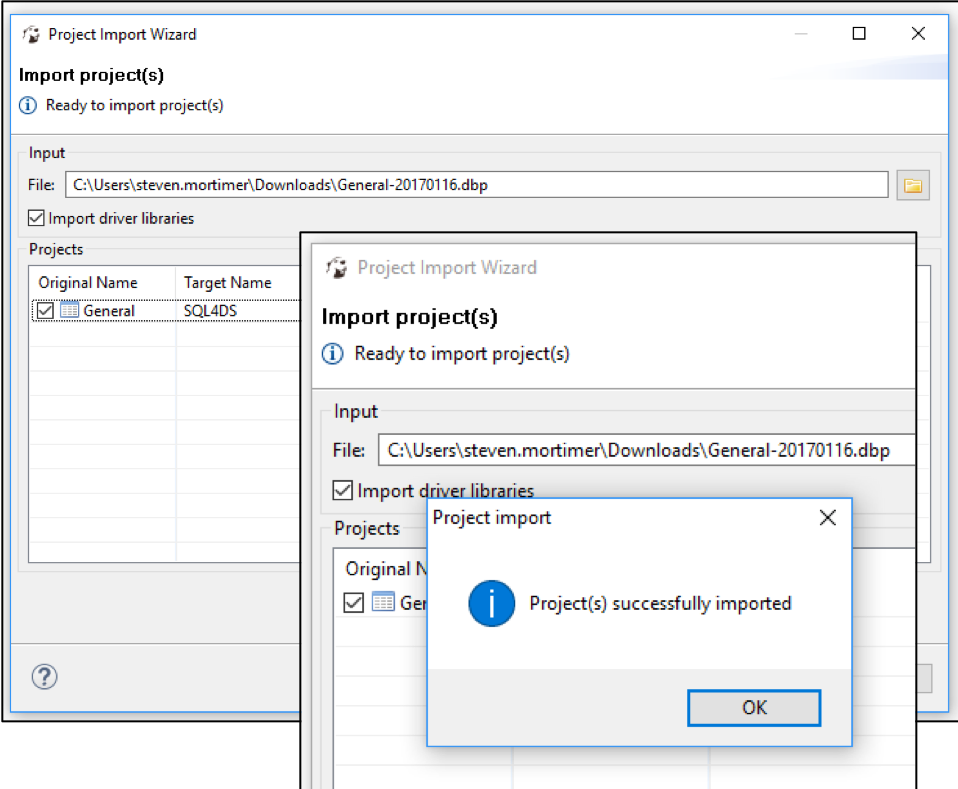 Project Import Wizard
Import project(s)
Ready to import project(s)
Input
File: C:\Users\steven.mortimer\Downloads\General-20170116.dbp
Import driver libraries
Projects
Original Name Target Name
General SQL4DS
Project Import Wizard
Import project(s)
Ready to import project(s)
Input
File: C:\Users\steven.mortimer\Downloads\General-20170116.dbp
Import driver libraries
Projects
Original N
Ger
Project import
Project(s) successfully imported
OK